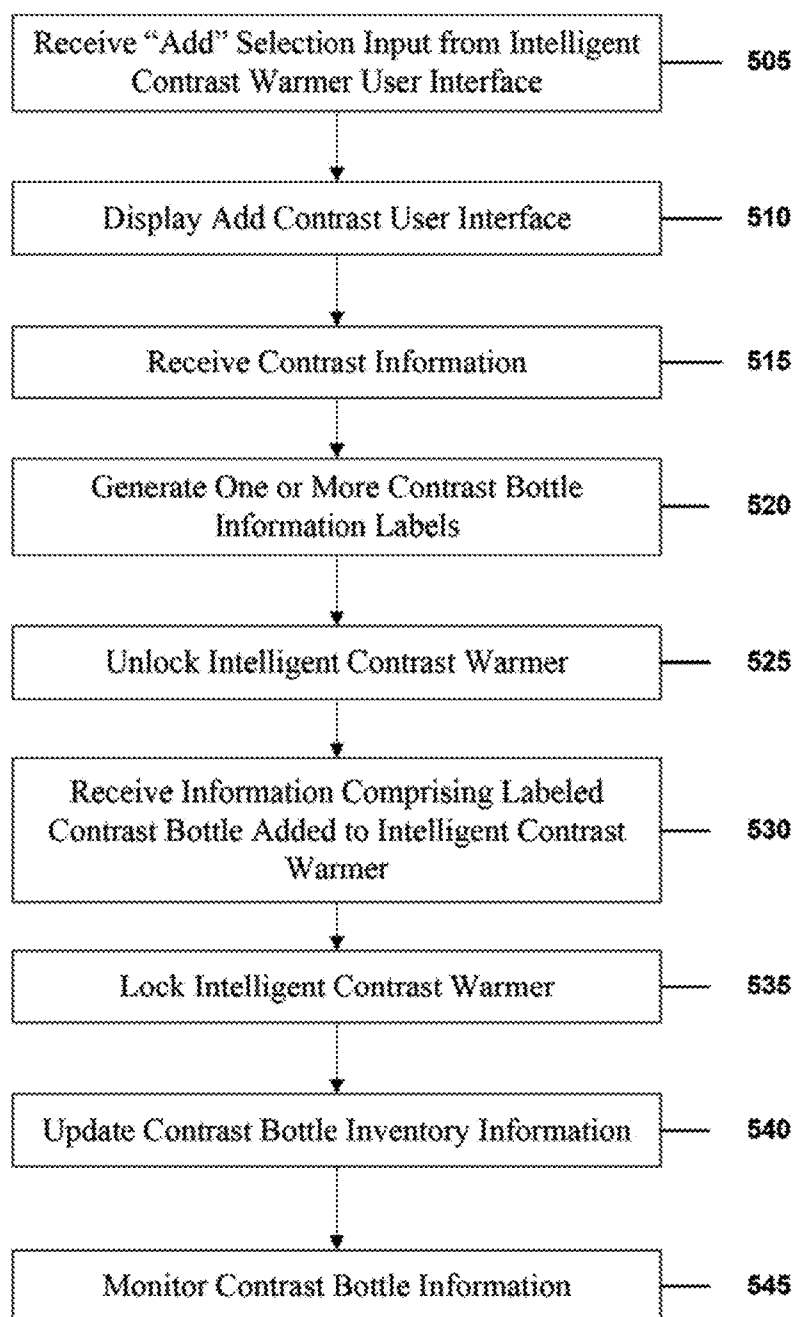 Receive “Add” Selection Input from Intelligent
Contrast Warmer User Interface
505
Display Add Contrast User Interface
510
Receive Contrast Information
515
Generate One or More Contrast Bottle
Information Labels
520
Unlock Intelligent Contrast Warmer
525
Receive Information Comprising Labeled
Contrast Bottle Added to Intelligent Contrast
Warmer
530
Lock Intelligent Contrast Warmer
535
Update Contrast Bottle Inventory Information
540
Monitor Contrast Bottle Information
545